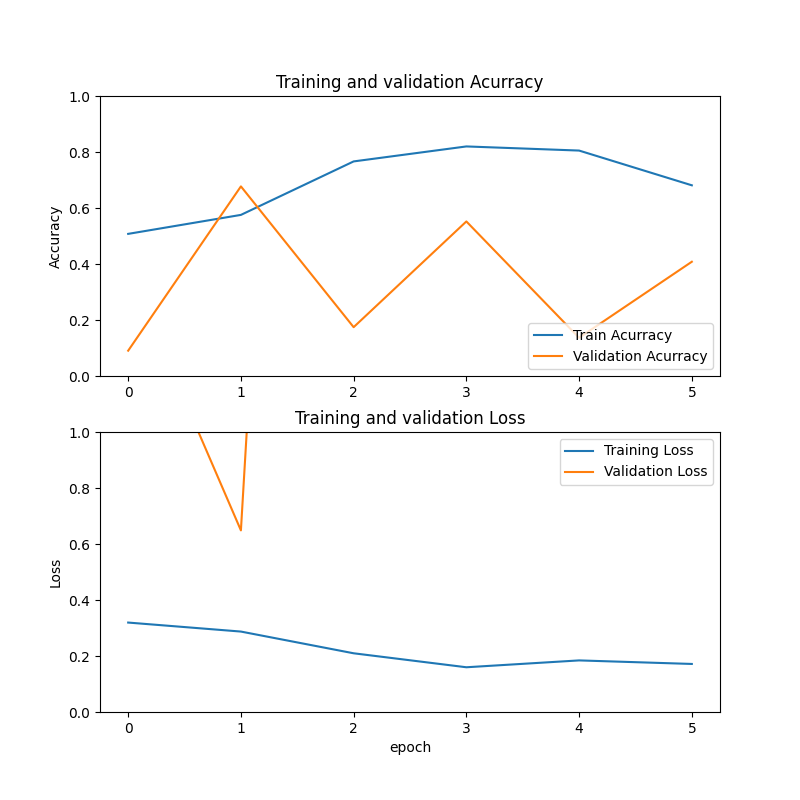 Training and validation Acurracy
1.0
0.8
0.6
0.4
0.2
0.0
Accuracy
0 1 2 3 4 5
Train Acurracy
Validation Acurracy
Training and validation Loss
1.0
0.8
0.6
0.4
0.2
0.0
Loss
Training Loss
Validation Loss
0 1 2 3 4 5
epoch